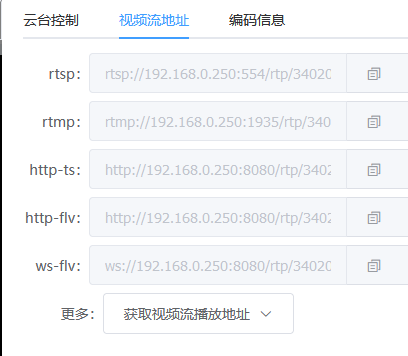 云台控制 视频流地址 编码信息
rtsp: rtsp://192.168.0.250:554/rtp/34020
rtmp: rtmp://192.168.0.250:1935/rtp/340
http-ts: http://192.168.0.250:8080/rtp/3402
http-flv: http://192.168.0.250:8080/rtp/3402
ws-flv: ws://192.168.0.250:8080/rtp/34020
更多: 获取视频流播放地址